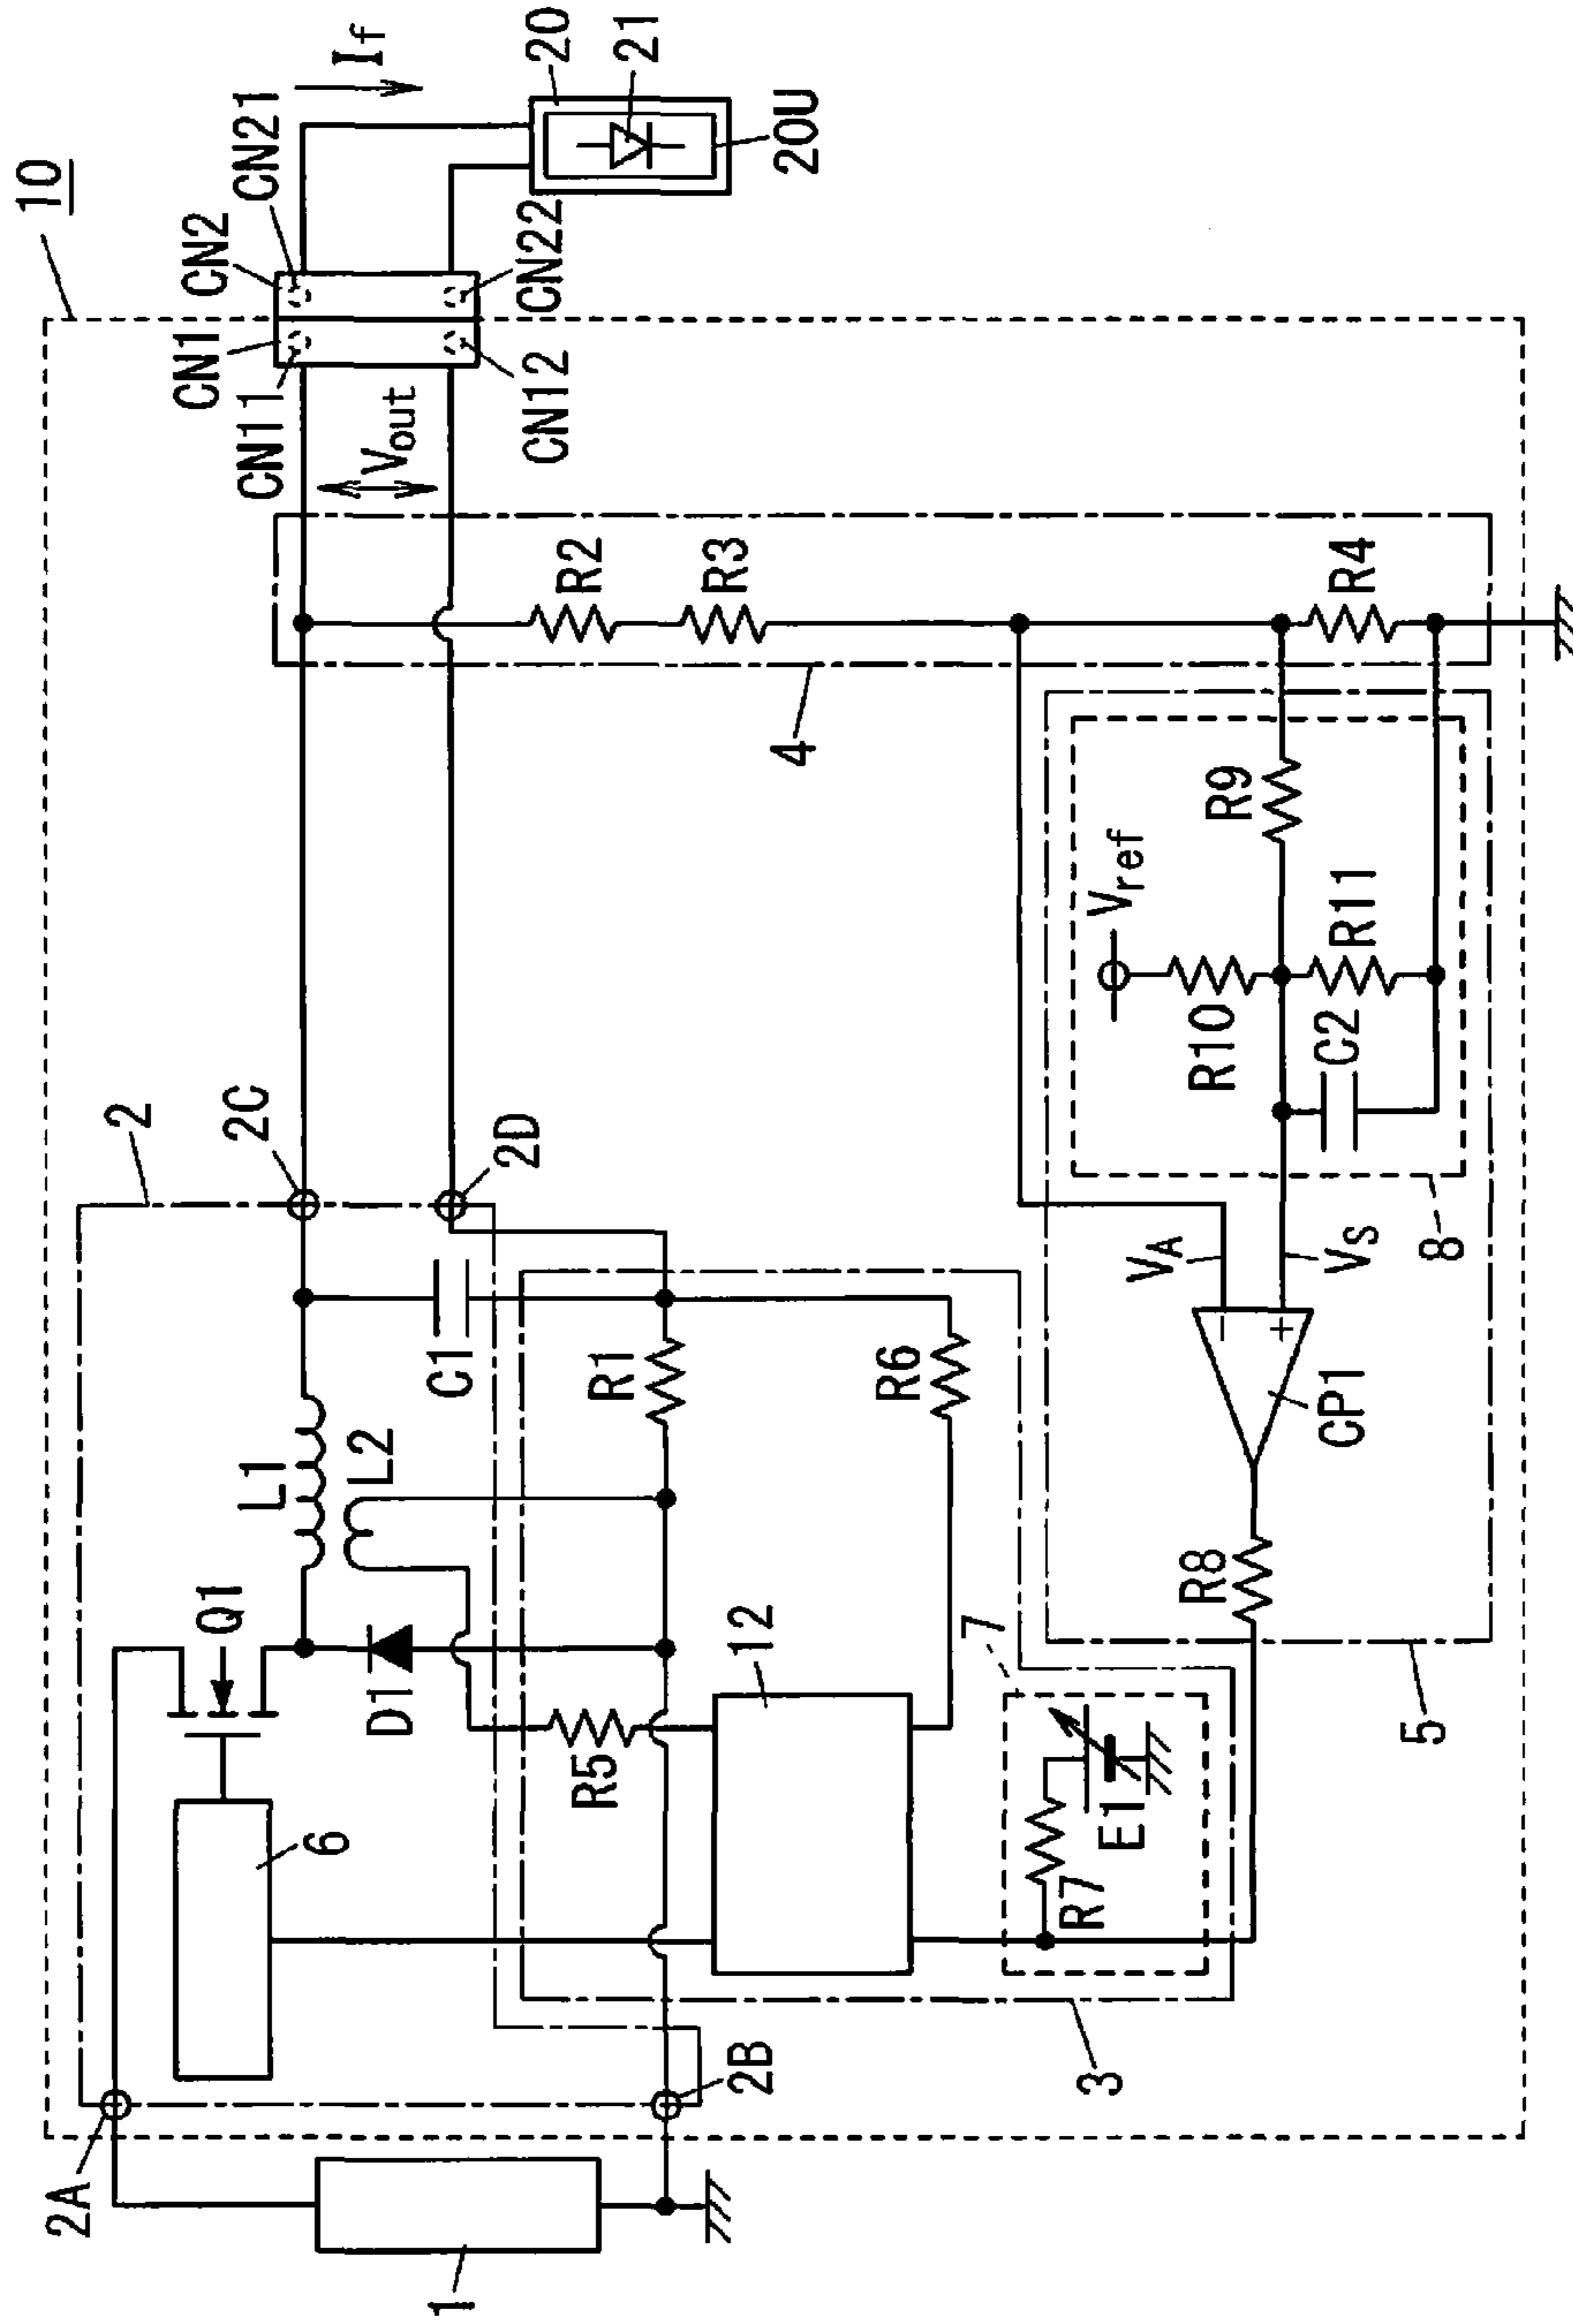 10
CN1
CN2
CN11
CN21
If
Vout
CN12
CN22
20
21
20U
2
2C
2D
2A
2B
1
6
Q1
L1
L2
D1
C1
R1
R5
R6
12
7
R7
E1
3
R2
R3
R4
4
Vref
R9
R10
R11
C2
8
VA
VS
−
+
CP1
R8
5